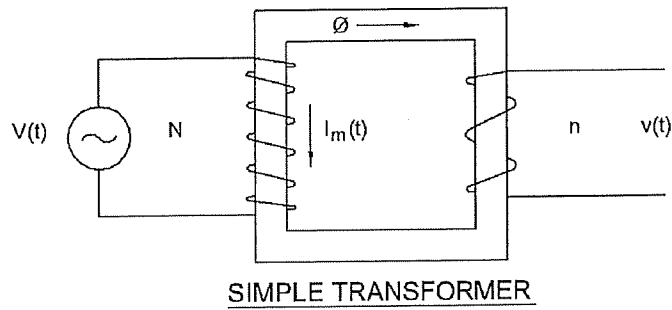 Ø
V(t) N I_m(t) n v(t)
SIMPLE TRANSFORMER